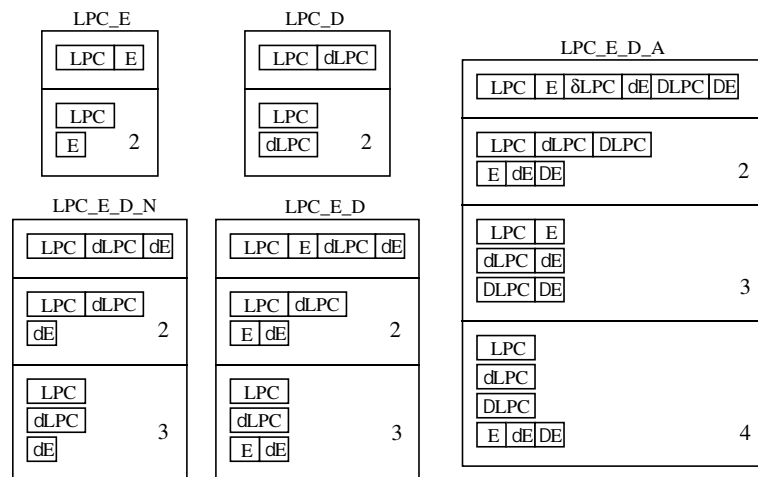 LPC_E
LPC E
LPC
E 2
LPC_D
LPC dLPC
LPC
dLPC 2
LPC_E_D_A
LPC E δLPC dE DLPC DE
LPC dLPC DLPC
E dE DE 2
LPC E
dLPC dE
DLPC DE 3
LPC
dLPC
DLPC
E dE DE 4
LPC_E_D_N
LPC dLPC dE
LPC dLPC
dE 2
LPC
dLPC
dE 3
LPC_E_D
LPC E dLPC dE
LPC dLPC
E dE 2
LPC
dLPC
E dE 3